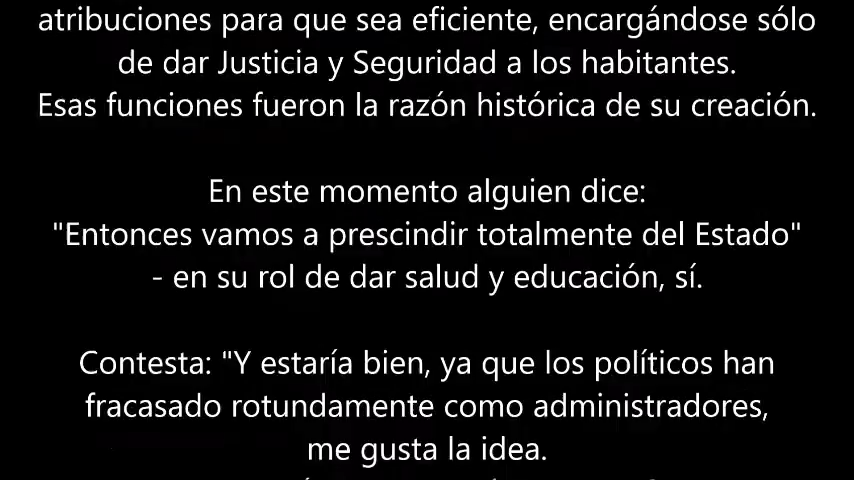 atribuciones para que sea eficiente, encargándose sólo
de dar Justicia y Seguridad a los habitantes.
Esas funciones fueron la razón histórica de su creación.
En este momento alguien dice:
"Entonces vamos a prescindir totalmente del Estado"
- en su rol de dar salud y educación, sí.
Contesta: "Y estaría bien, ya que los políticos han
fracasado rotundamente como administradores,
me gusta la idea.